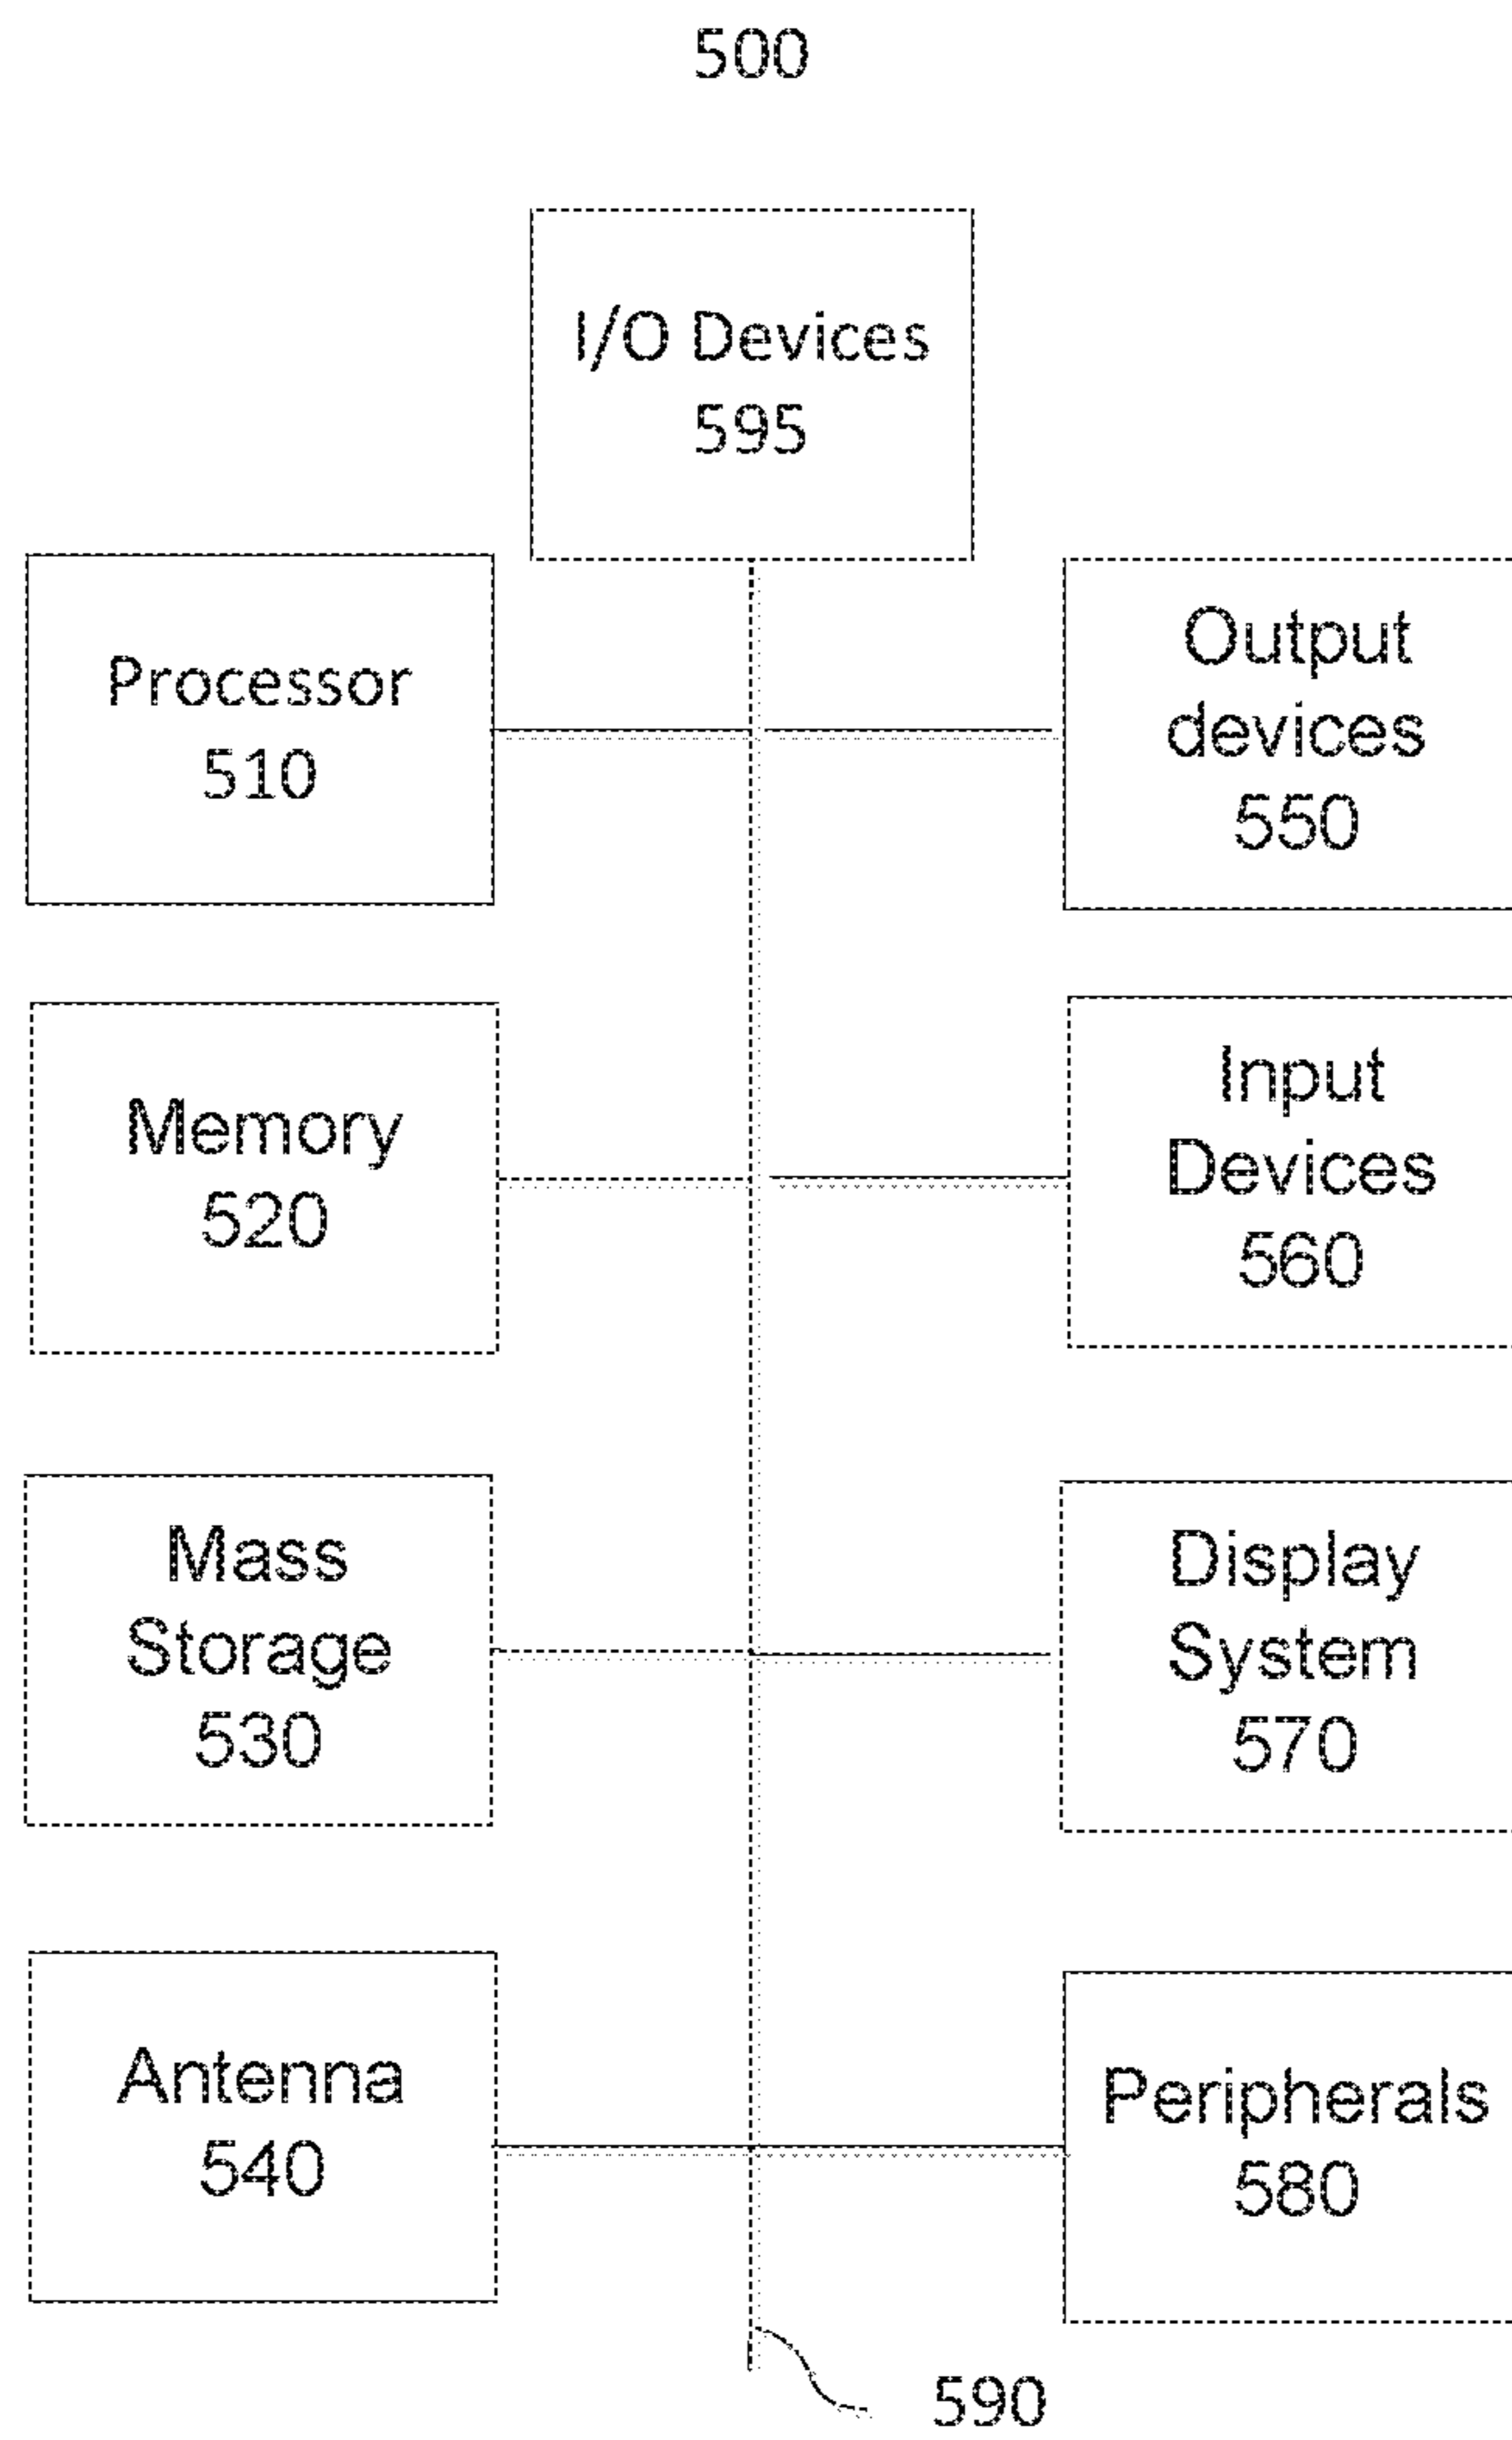 500
I/O Devices
595
Processor
510
Output
devices
550
Memory
520
Input
Devices
560
Mass
Storage
530
Display
System
570
Antenna
540
Peripherals
580
590